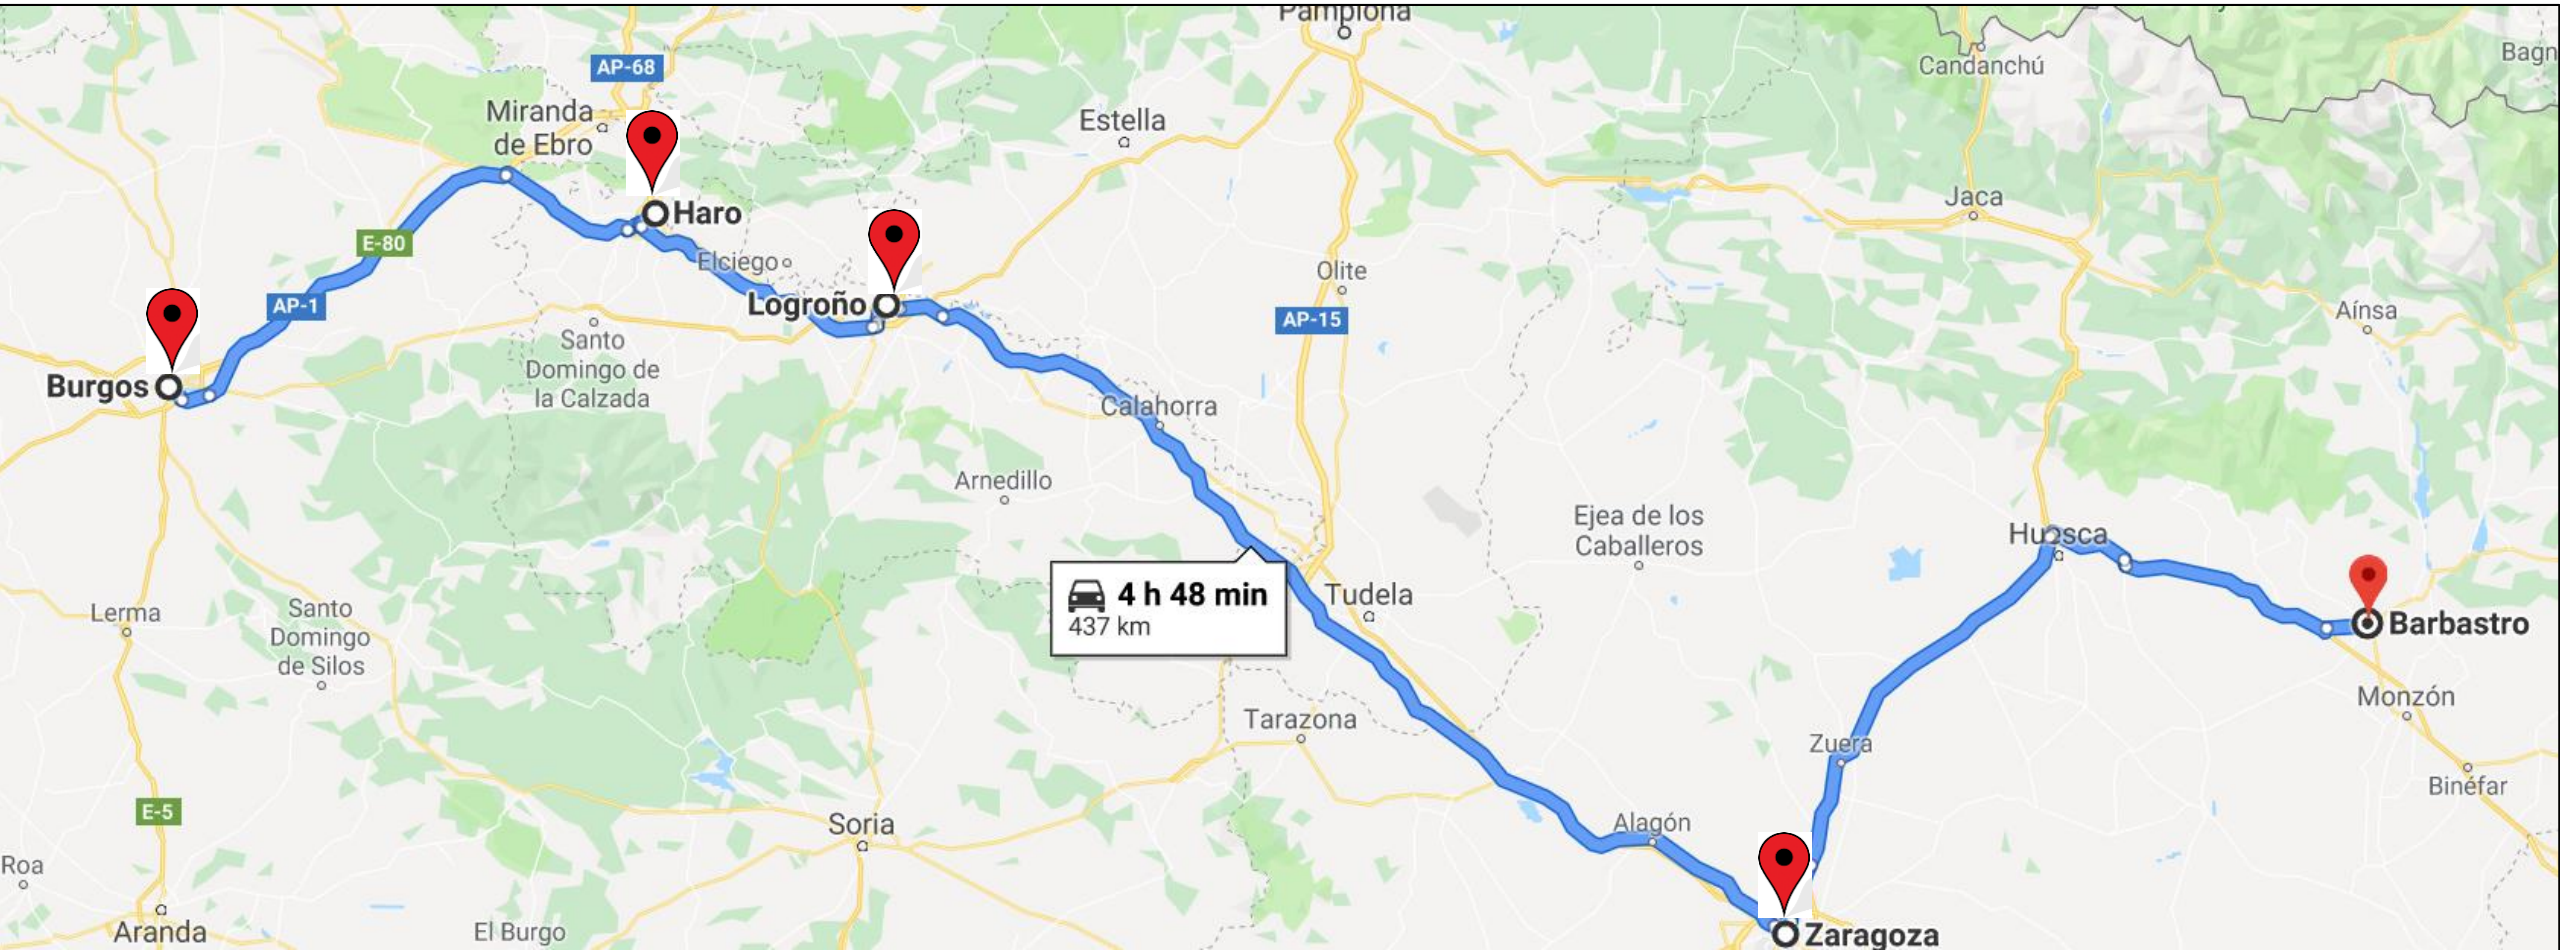 Pamplona
Bagn
Candanchú
AP-68
Miranda
de Ebro
Estella
Jaca
Haro
E-80
Elciego
Olite
AP-1
Logroño
AP-15
Aínsa
Santo
Domingo de
la Calzada
Burgos
Calahorra
Arnedillo
Ejea de los
Caballeros
Huesca
4 h 48 min
437 km
Tudela
Barbastro
Lerma
Santo
Domingo
de Silos
Monzón
Tarazona
Zuera
Binéfar
E-5
Soria
Alagón
Roa
Aranda
El Burgo
Zaragoza